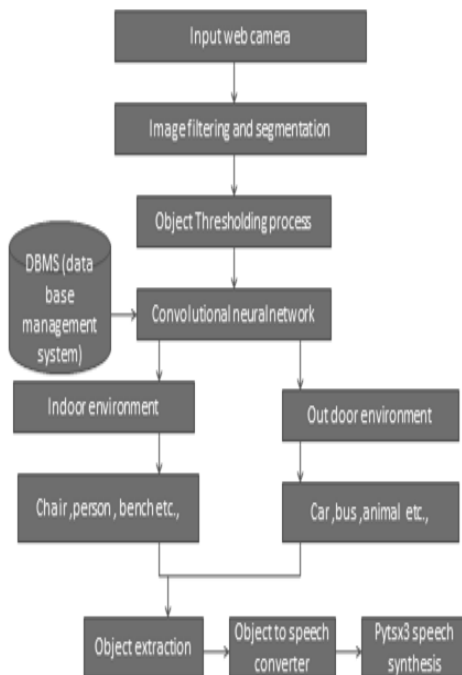 Input web camera
Image filtering and segmentation
Object Thresholding process
DBMS (data
base
management
system)
Convolutional neural network
Indoor environment
Out door environment
Chair ,person , bench etc.,
Car ,bus ,animal etc.,
Object extraction
Object to speech
converter
Pytsx3 speech
synthesis